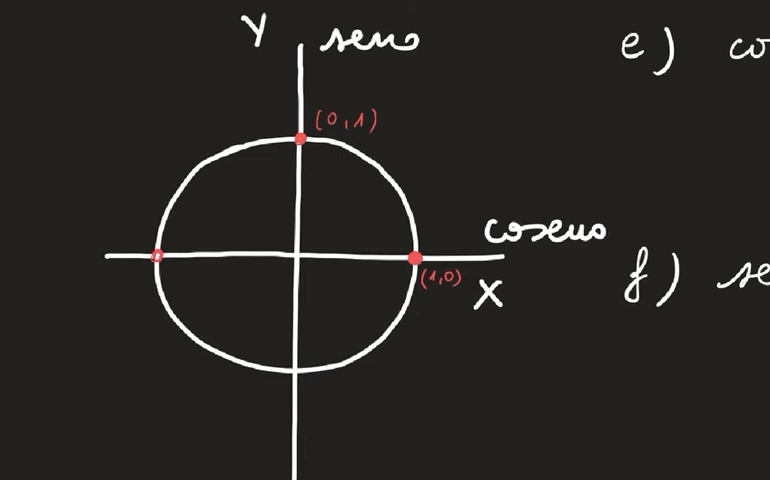 Y seno
(0,1)
coseno
(1,0)
X
e) co
f) se